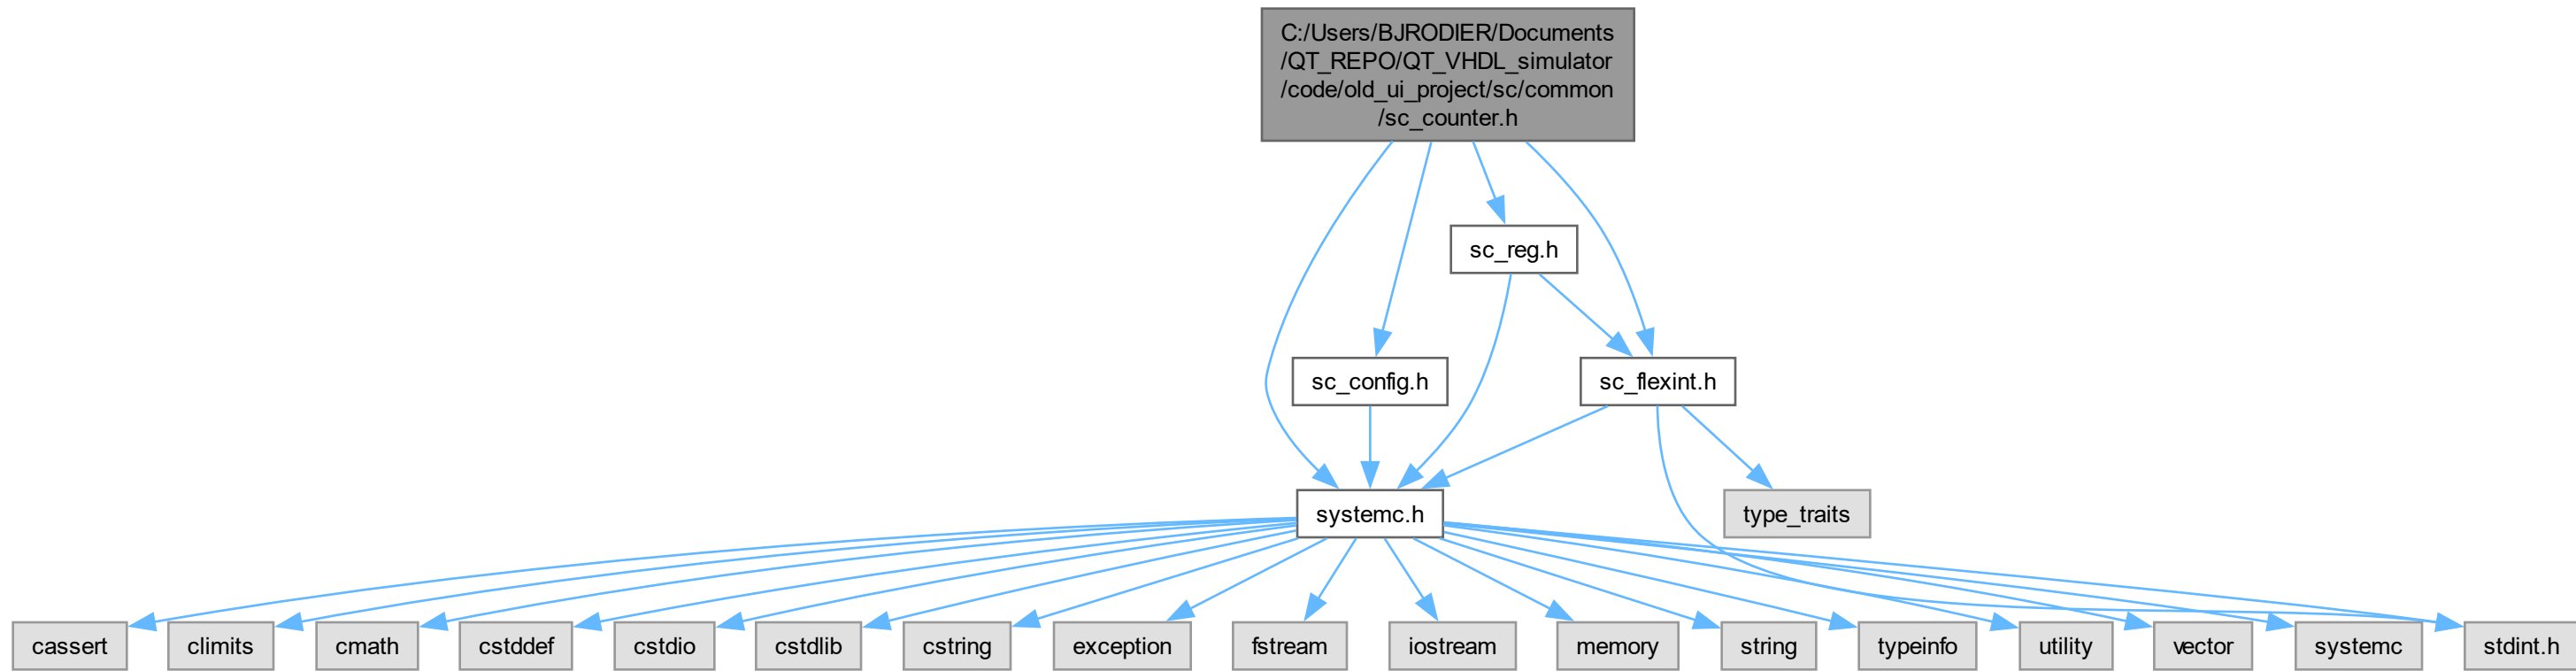 C:/Users/BJRODIER/Documents
/QT_REPO/QT_VHDL_simulator
/code/old_ui_project/sc/common
/sc_counter.h
sc_reg.h
sc_config.h
sc_flexint.h
systemc.h
type_traits
cassert
climits
cmath
cstddef
cstdio
cstdlib
cstring
exception
fstream
iostream
memory
string
typeinfo
utility
vector
systemc
stdint.h